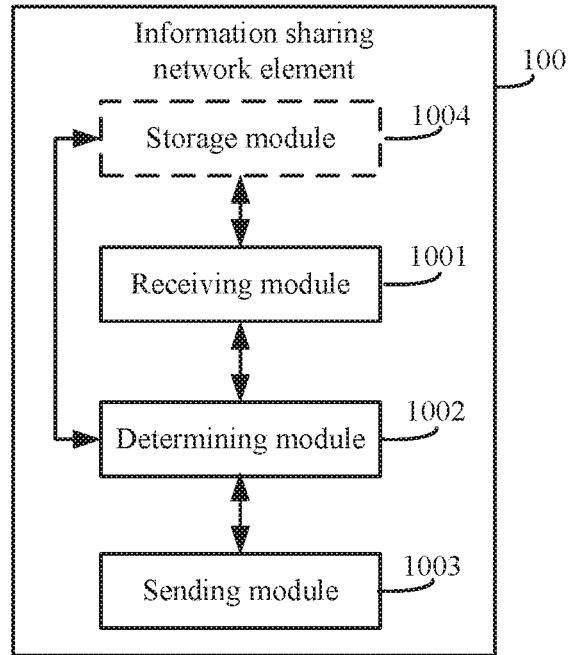 Information sharing
network element
100
Storage module
1004
Receiving module
1001
Determining module
1002
Sending module
1003